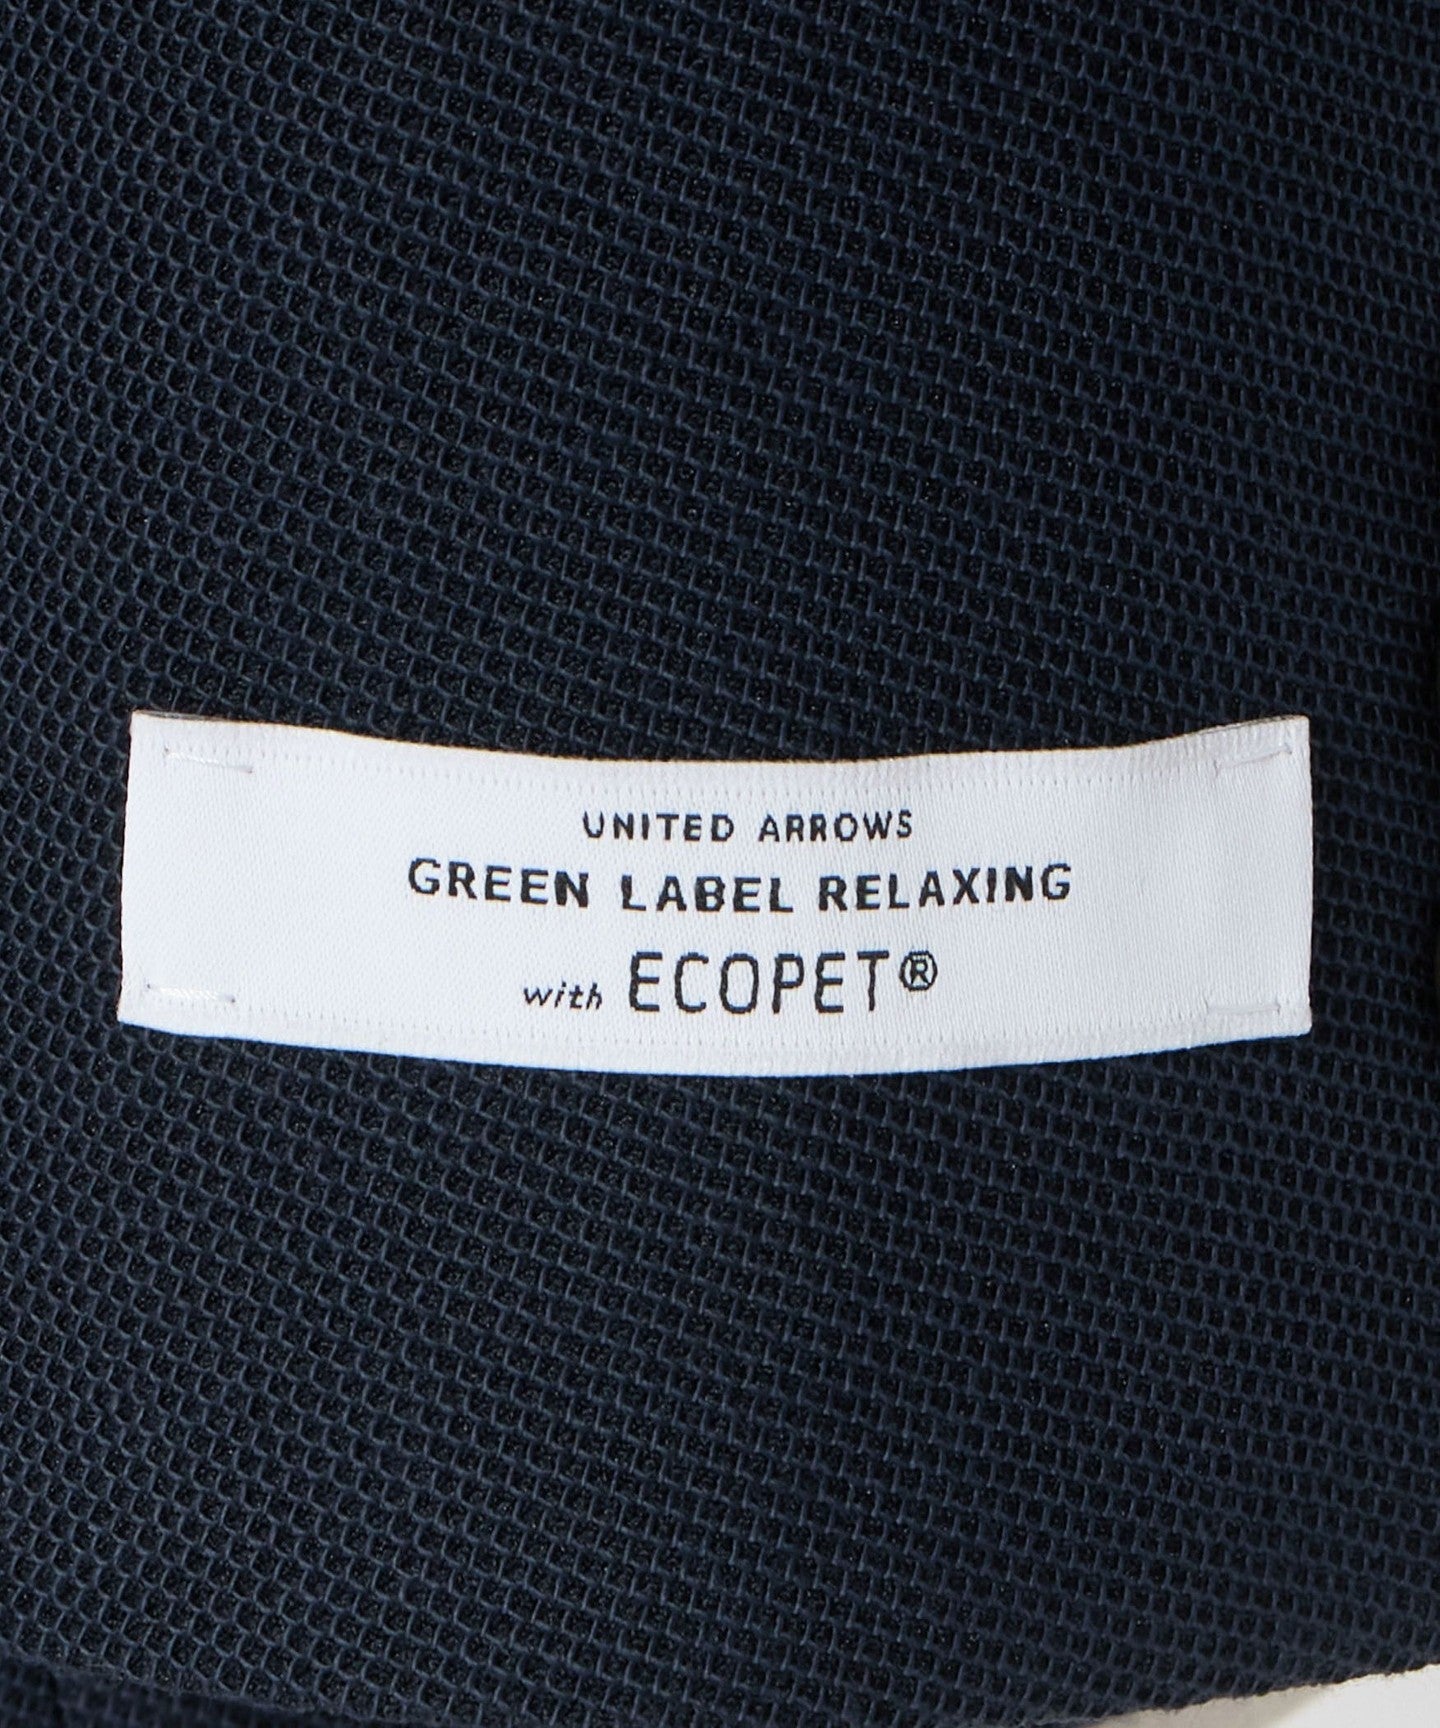 UNITED ARROWS
GREEN LABEL RELAXING
with ECOPET®